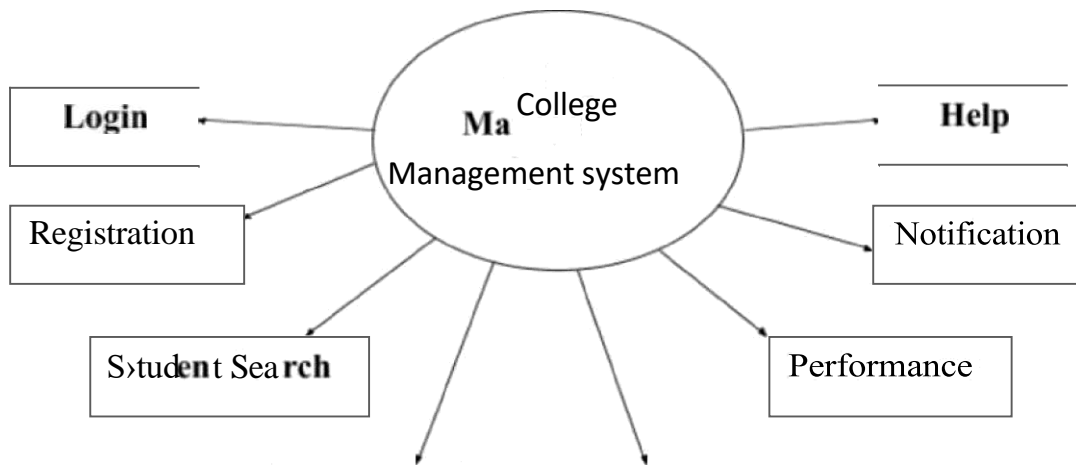 College
Ma
Management system
Login
Help
Registration
Notification
S›tudent Search
Performance